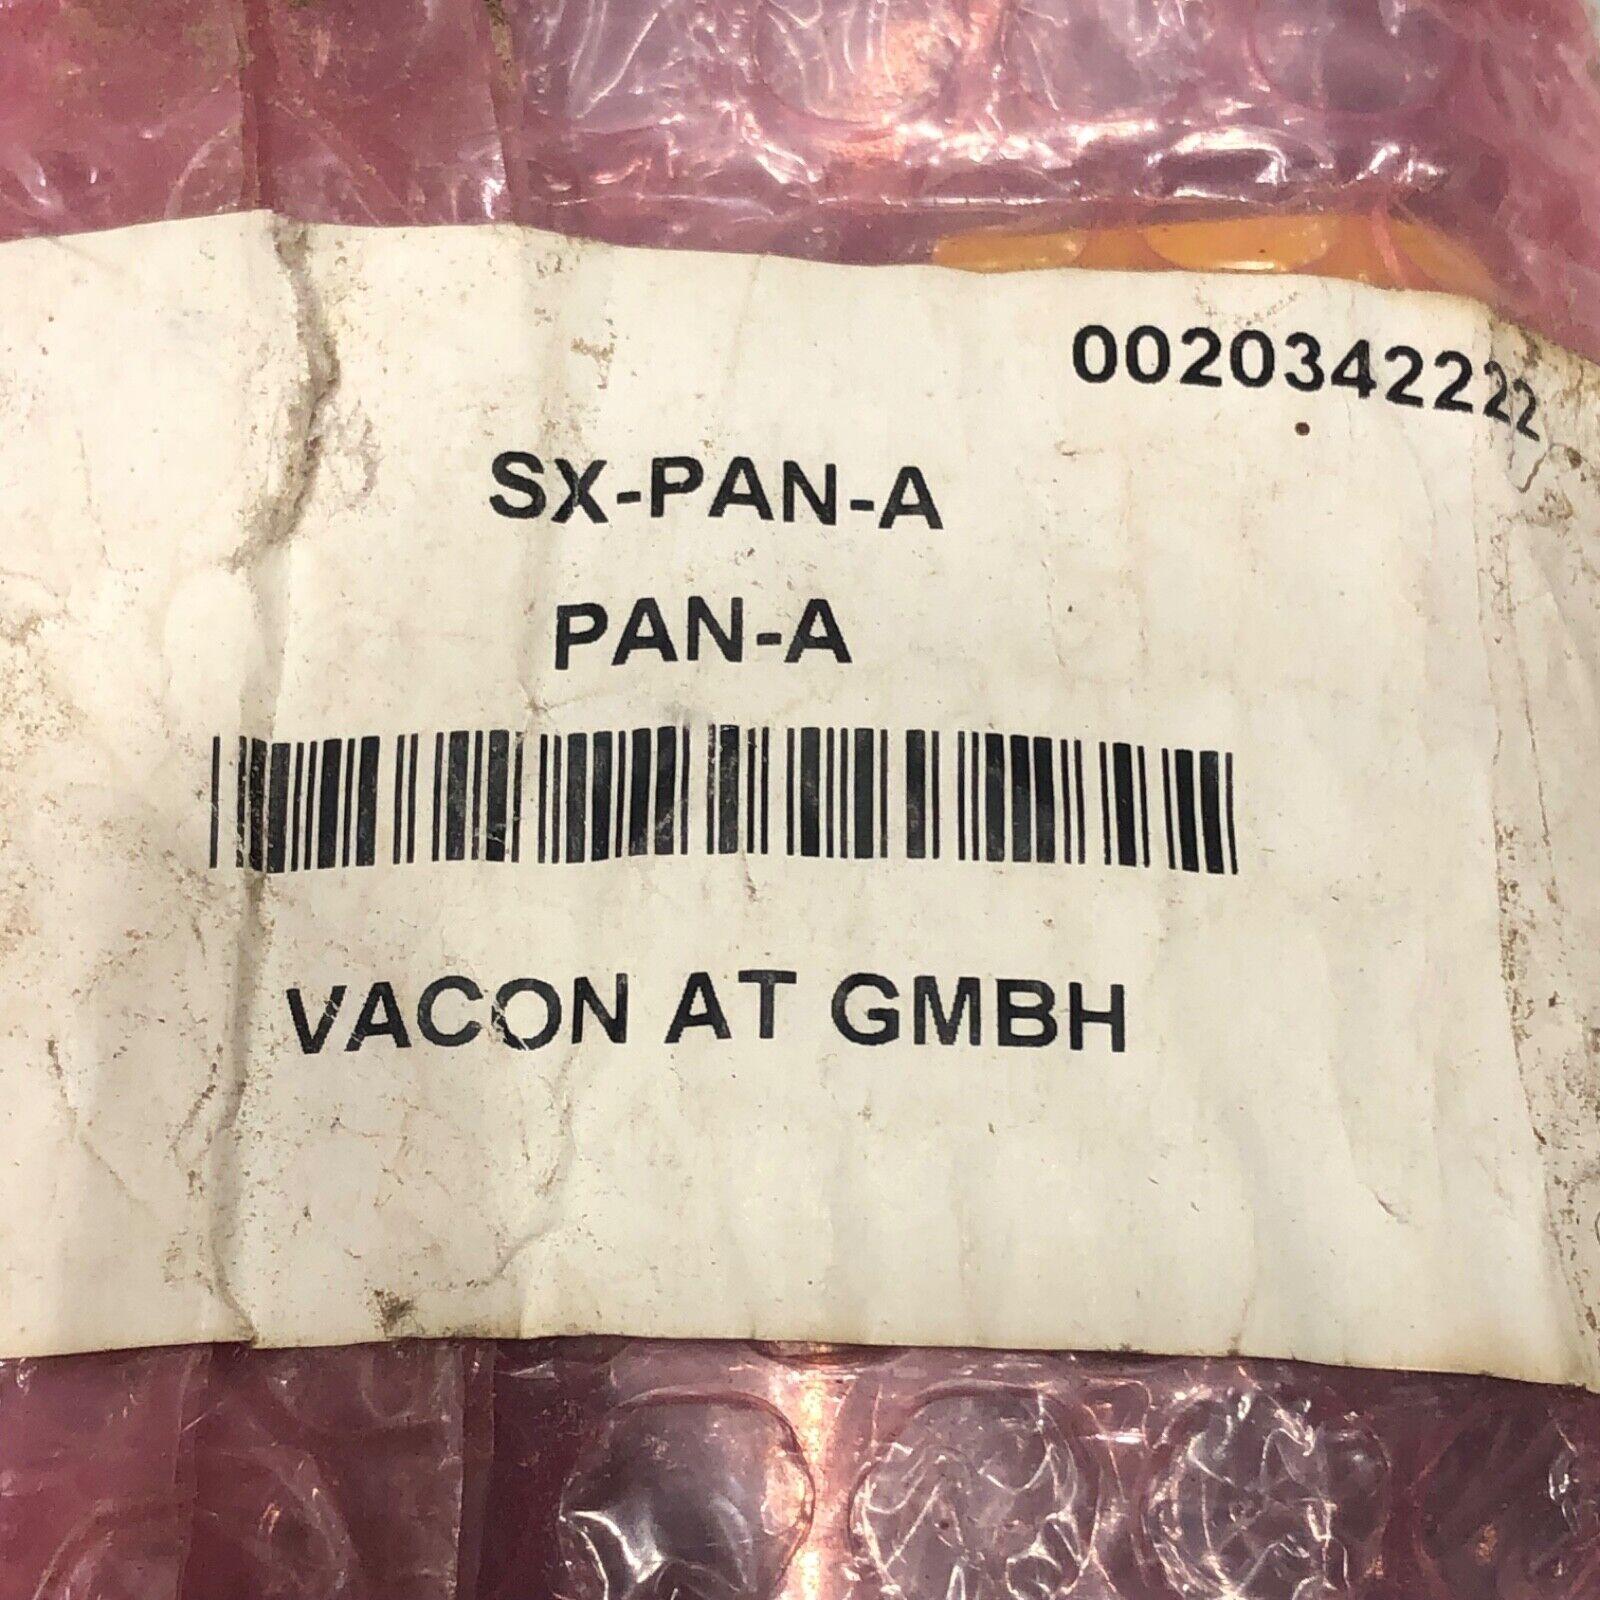 0020342222
SX-PAN-A
PAN-A
VACON AT GMBH